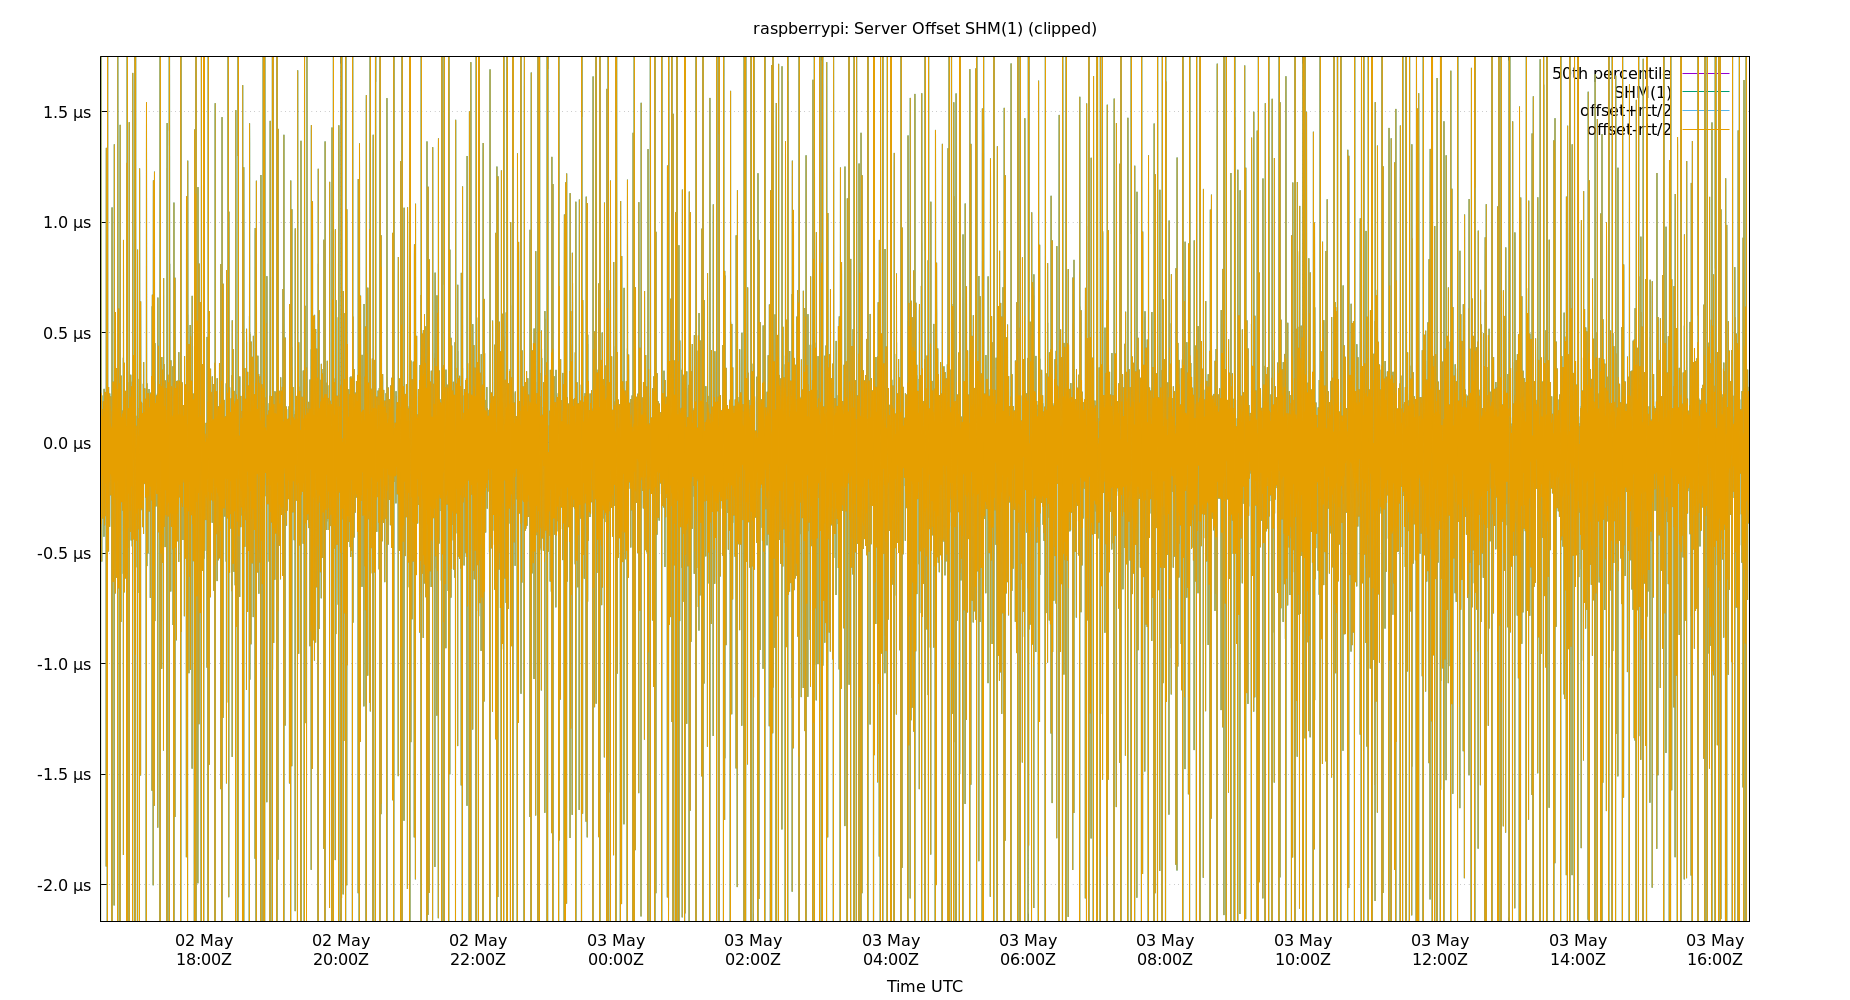 raspberrypi: Server Offset SHM(1) (clipped)
50th percentile
SHM(1)
offset+rtt/2
offset-rtt/2
1.5 µs
1.0 µs
0.5 µs
0.0 µs
-0.5 µs
-1.0 µs
-1.5 µs
-2.0 µs
02 May 02 May 02 May 03 May 03 May 03 May 03 May 03 May 03 May 03 May 03 May 03 May
18:00Z 20:00Z 22:00Z 00:00Z 02:00Z 04:00Z 06:00Z 08:00Z 10:00Z 12:00Z 14:00Z 16:00Z
Time UTC